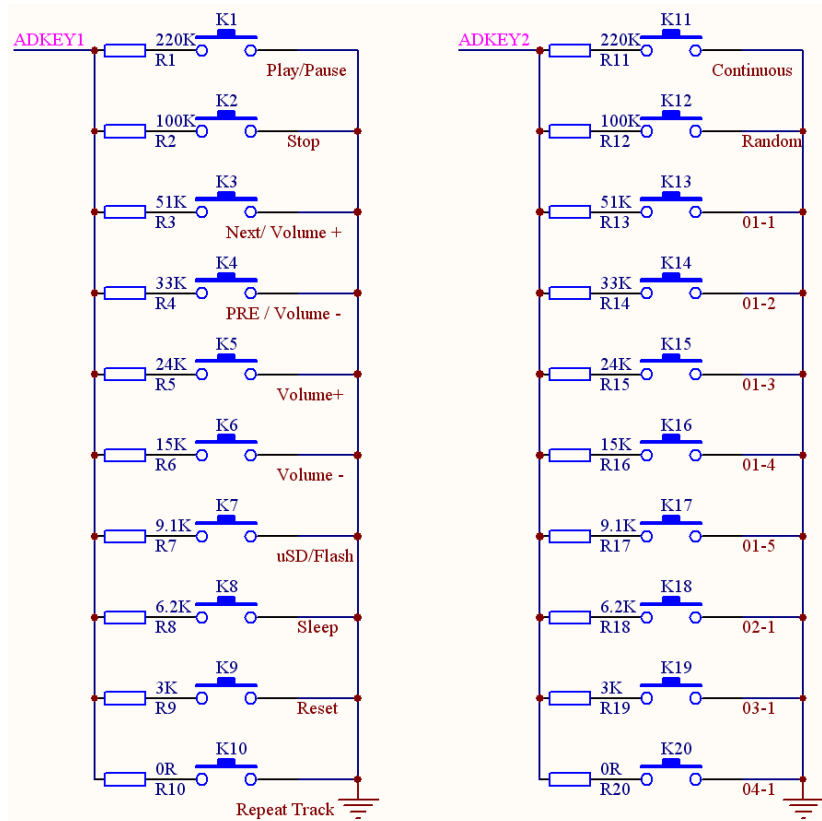 ADKEY1
220K
K1
R1
Play/Pause
100K
K2
R2
Stop
51K
K3
R3
Next/ Volume +
33K
K4
R4
PRE / Volume -
24K
K5
R5
Volume+
15K
K6
R6
Volume -
9.1K
K7
R7
uSD/Flash
6.2K
K8
R8
Sleep
3K
K9
R9
Reset
0R
K10
R10
Repeat Track
ADKEY2
220K
K11
R11
Continuous
100K
K12
R12
Random
51K
K13
R13
01-1
33K
K14
R14
01-2
24K
K15
R15
01-3
15K
K16
R16
01-4
9.1K
K17
R17
01-5
6.2K
K18
R18
02-1
3K
K19
R19
03-1
0R
K20
R20
04-1